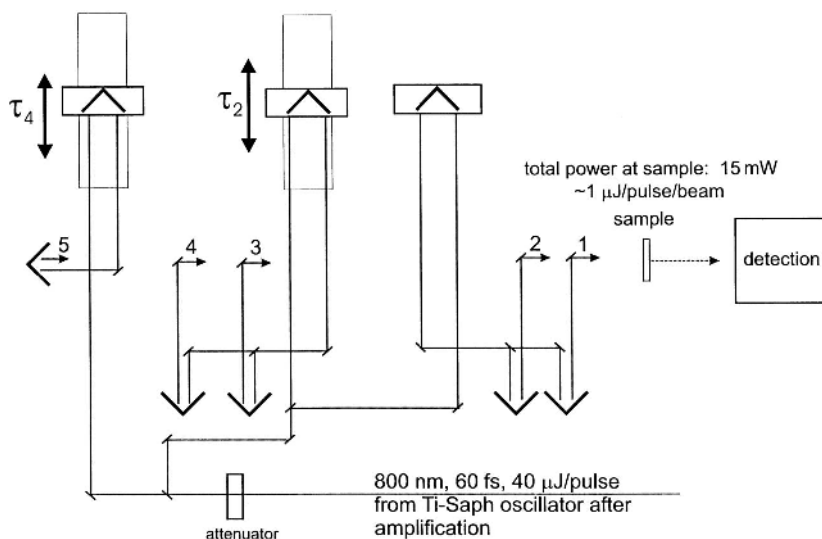 τ4
τ2
total power at sample: 15 mW
~1 μJ/pulse/beam
sample
5
4
3
2
1
detection
800 nm, 60 fs, 40 μJ/pulse
from Ti-Saph oscillator after
amplification
attenuator